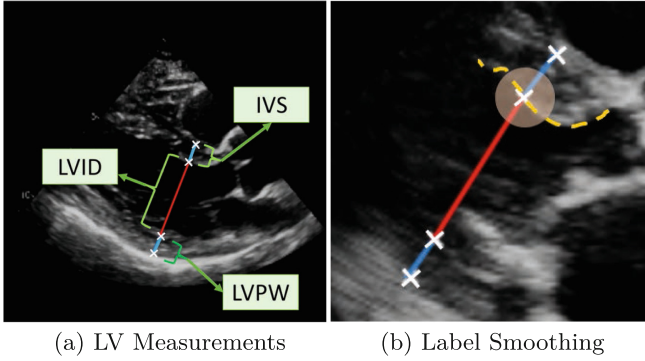 IVS
LVID
LVPW
(a) LV Measurements
(b) Label Smoothing